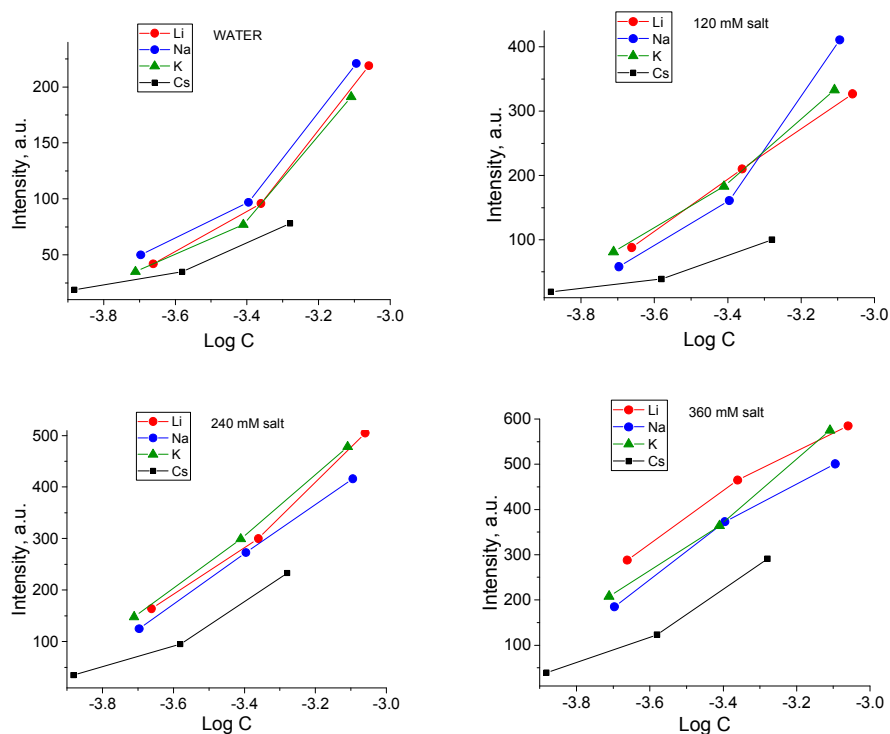 WATER
Li
Na
K
Cs
Intensity, a.u.
200
150
100
50
-3.8 -3.6 -3.4 -3.2 -3.0
Log C
120 mM salt
Li
Na
K
Cs
Intensity, a.u.
400
300
200
100
-3.8 -3.6 -3.4 -3.2 -3.0
Log C
240 mM salt
Li
Na
K
Cs
Intensity, a.u.
500
400
300
200
100
-3.8 -3.6 -3.4 -3.2 -3.0
Log C
360 mM salt
Li
Na
K
Cs
Intensity, a.u.
600
500
400
300
200
100
-3.8 -3.6 -3.4 -3.2 -3.0
Log C